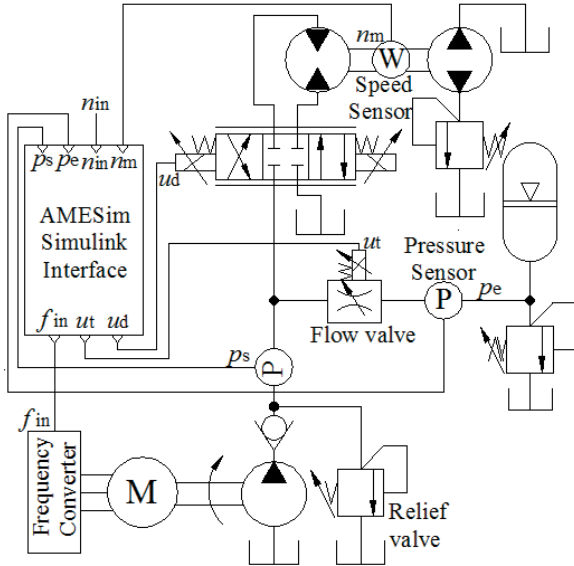 nm
W
Speed
Sensor
nin
ps pe nin nm
ud
AMESim
Simulink
Interface
fin ut ud
ut
Pressure
Sensor
P
pe
Flow valve
ps
P
fin
Frequency
Converter
M
Relief
valve